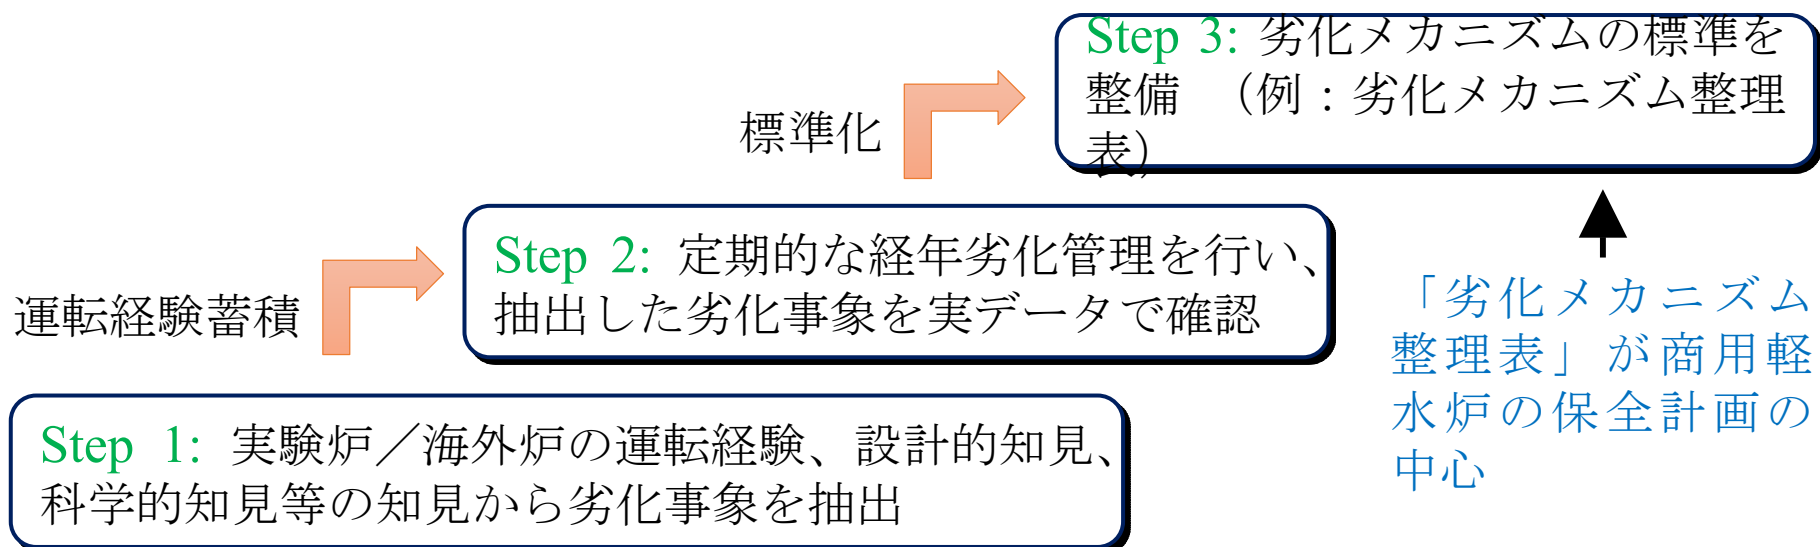 Step 3: 劣化メカニズムの標準を
整備 （例：劣化メカニズム整理
表）
標準化
Step 2: 定期的な経年劣化管理を行い、
抽出した劣化事象を実データで確認
運転経験蓄積
「劣化メカニズム
整理表」が商用軽
水炉の保全計画の
中心
Step 1: 実験炉／海外炉の運転経験、設計的知見、
科学的知見等の知見から劣化事象を抽出